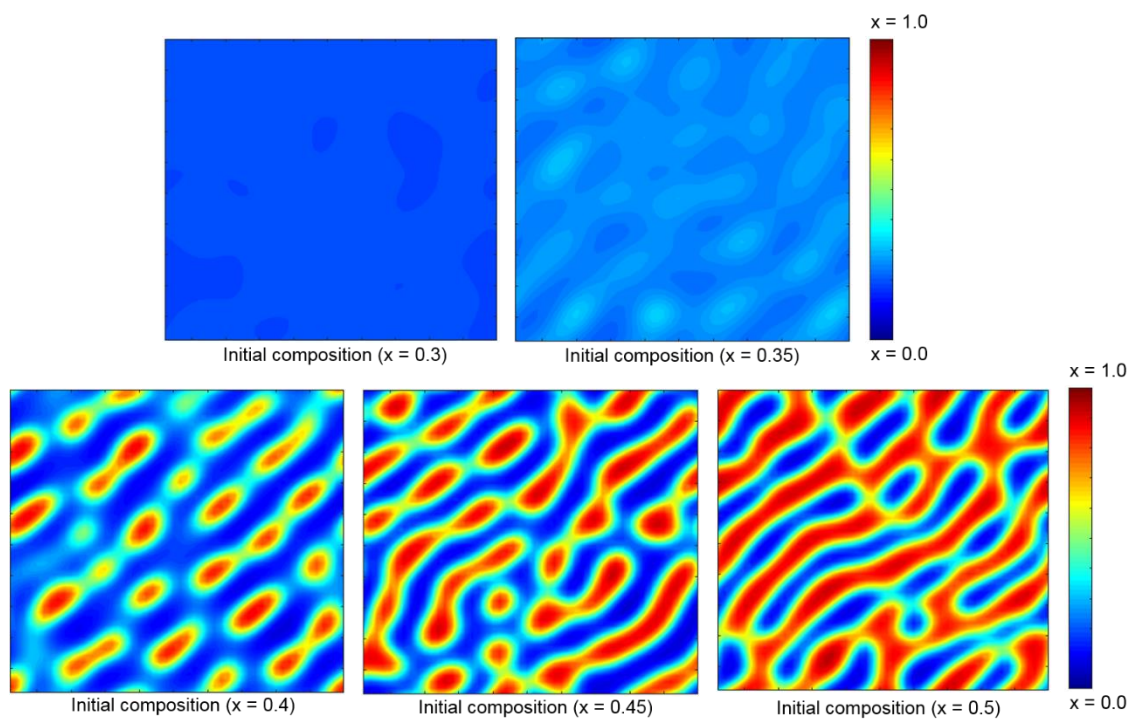 x = 1.0
Initial composition (x = 0.3)
Initial composition (x = 0.35)
x = 0.0
x = 1.0
Initial composition (x = 0.4)
Initial composition (x = 0.45)
Initial composition (x = 0.5)
x = 0.0